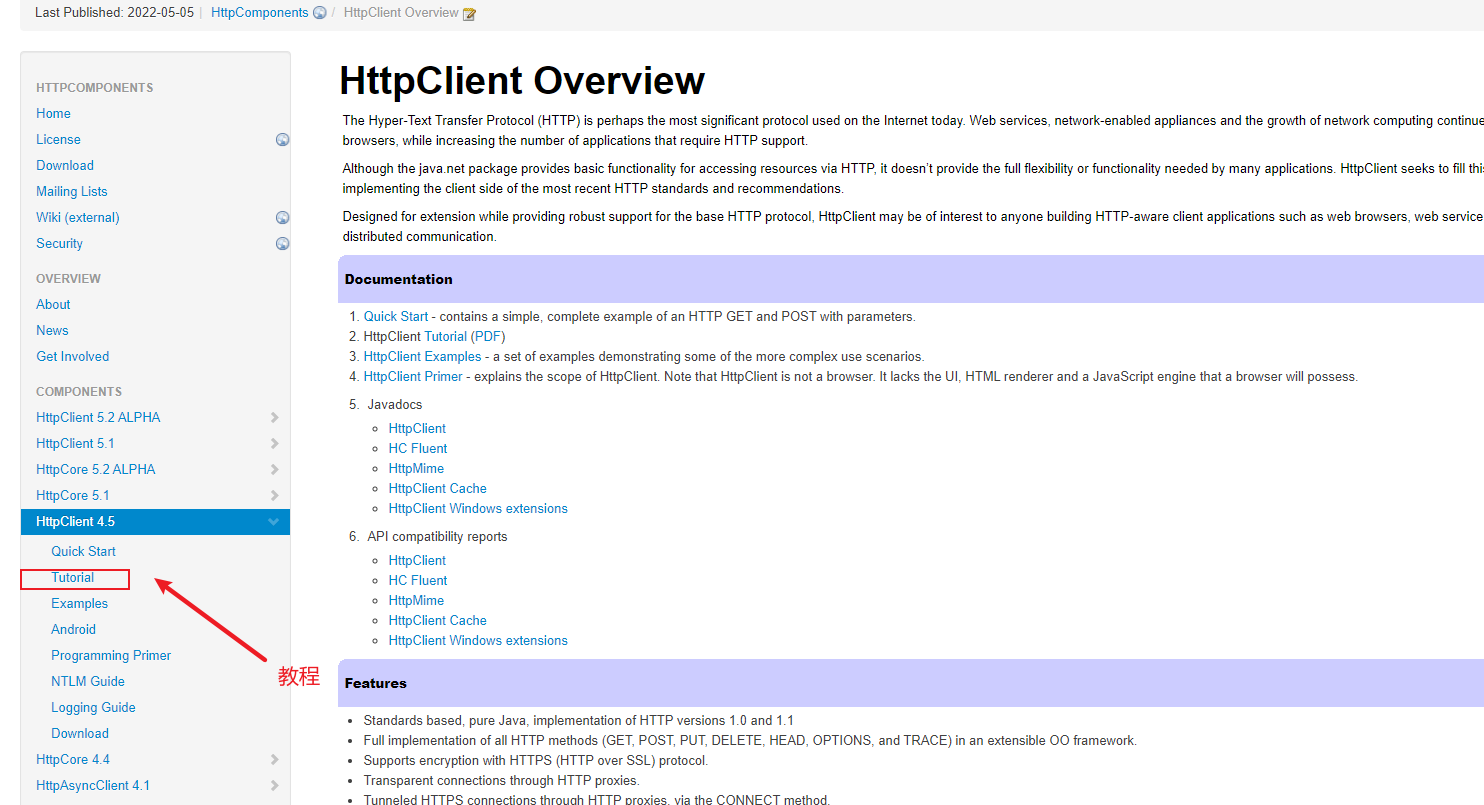 Last Published: 2022-05-05 | HttpComponents / HttpClient Overview
HTTPCOMPONENTS
Home
License
Download
Mailing Lists
Wiki (external)
Security
OVERVIEW
About
News
Get Involved
COMPONENTS
HttpClient 5.2 ALPHA
HttpClient 5.1
HttpCore 5.2 ALPHA
HttpCore 5.1
HttpClient 4.5
Quick Start
Tutorial
Examples
Android
Programming Primer
NTLM Guide
Logging Guide
Download
HttpCore 4.4
HttpAsyncClient 4.1
教程
HttpClient Overview
The Hyper-Text Transfer Protocol (HTTP) is perhaps the most significant protocol used on the Internet today. Web services, network-enabled appliances and the growth of network computing continue
browsers, while increasing the number of applications that require HTTP support.
Although the java.net package provides basic functionality for accessing resources via HTTP, it doesn't provide the full flexibility or functionality needed by many applications. HttpClient seeks to fill this
implementing the client side of the most recent HTTP standards and recommendations.
Designed for extension while providing robust support for the base HTTP protocol, HttpClient may be of interest to anyone building HTTP-aware client applications such as web browsers, web service
distributed communication.
Documentation
1. Quick Start - contains a simple, complete example of an HTTP GET and POST with parameters.
2. HttpClient Tutorial (PDF)
3. HttpClient Examples - a set of examples demonstrating some of the more complex use scenarios.
4. HttpClient Primer - explains the scope of HttpClient. Note that HttpClient is not a browser. It lacks the UI, HTML renderer and a JavaScript engine that a browser will possess.
5. Javadocs
HttpClient
HC Fluent
HttpMime
HttpClient Cache
HttpClient Windows extensions
6. API compatibility reports
HttpClient
HC Fluent
HttpMime
HttpClient Cache
HttpClient Windows extensions
Features
• Standards based, pure Java, implementation of HTTP versions 1.0 and 1.1
• Full implementation of all HTTP methods (GET, POST, PUT, DELETE, HEAD, OPTIONS, and TRACE) in an extensible OO framework.
• Supports encryption with HTTPS (HTTP over SSL) protocol.
• Transparent connections through HTTP proxies.
• Tunneled HTTPS connections through HTTP proxies, via the CONNECT method.